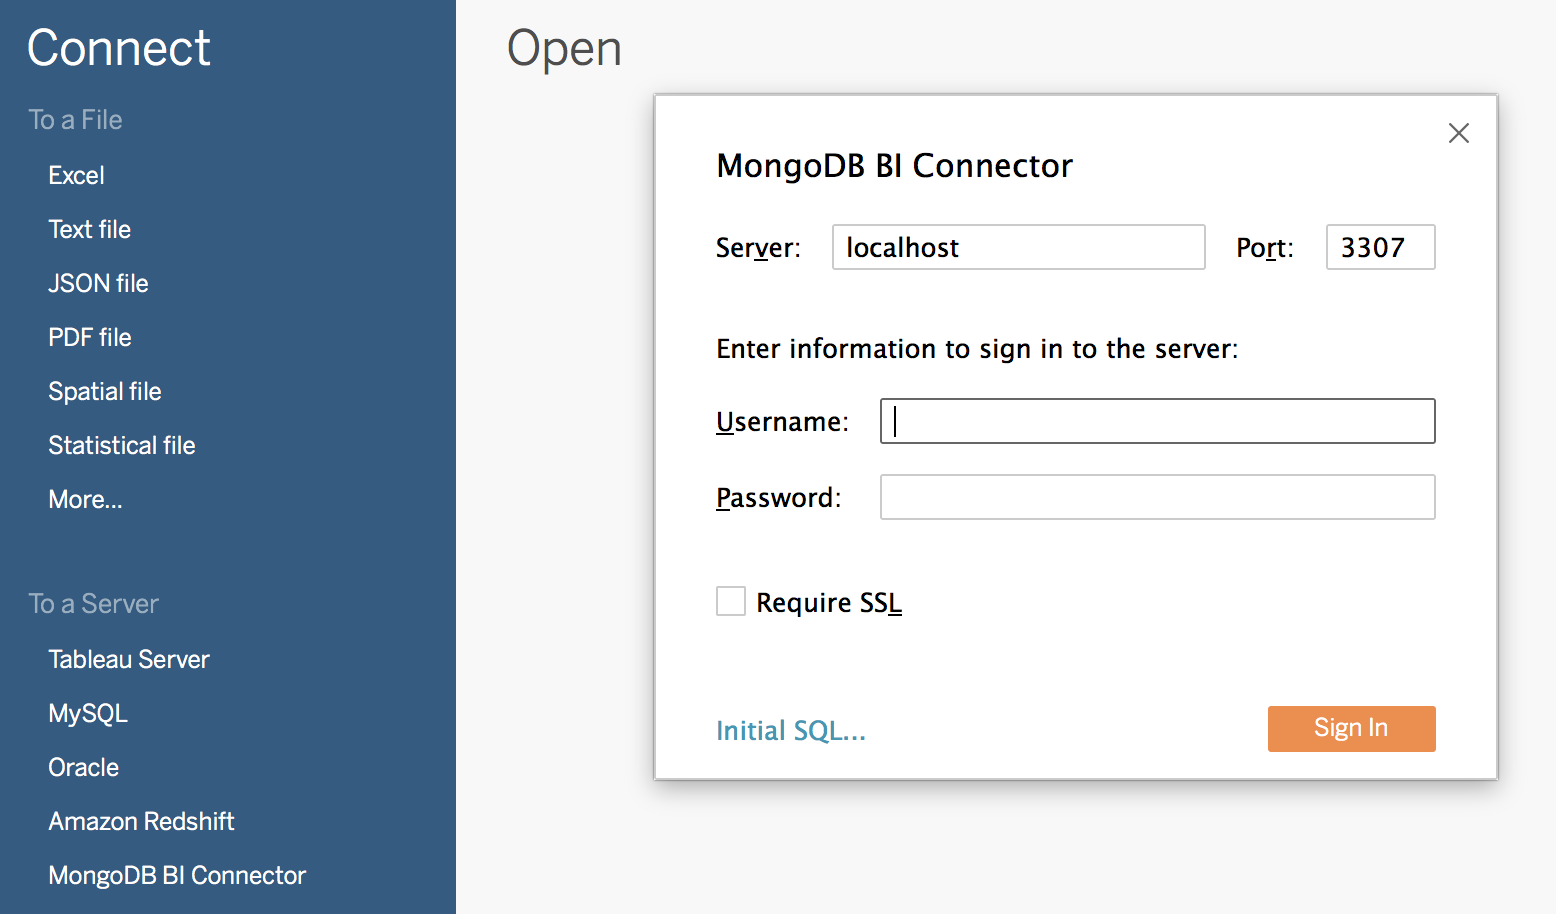 Connect
To a File
Excel
Text file
JSON file
PDF file
Spatial file
Statistical file
More...
To a Server
Tableau Server
MySQL
Oracle
Amazon Redshift
MongoDB BI Connector
Open
MongoDB BI Connector
Server: localhost Port: 3307
Enter information to sign in to the server:
Username:
Password:
Require SSL
Initial SQL... Sign In